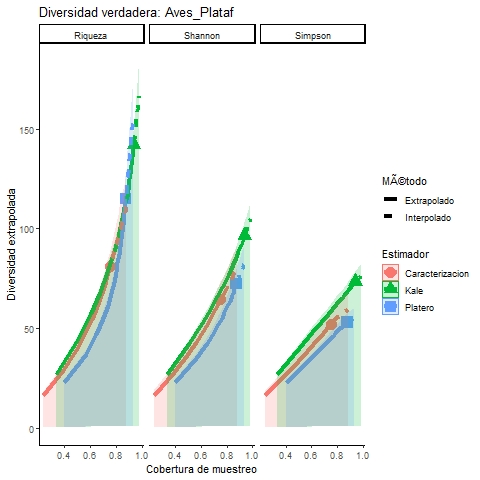 Diversidad verdadera: Aves_Plataf
Riqueza
Shannon
Simpson
Diversidad extrapolada
150
100
50
0
0.4 0.6 0.8 1.0
0.4 0.6 0.8 1.0
0.4 0.6 0.8 1.0
Cobertura de muestreo
MÃ©todo
Extrapolado
Interpolado
Estimador
Caracterizacion
Kale
Platero